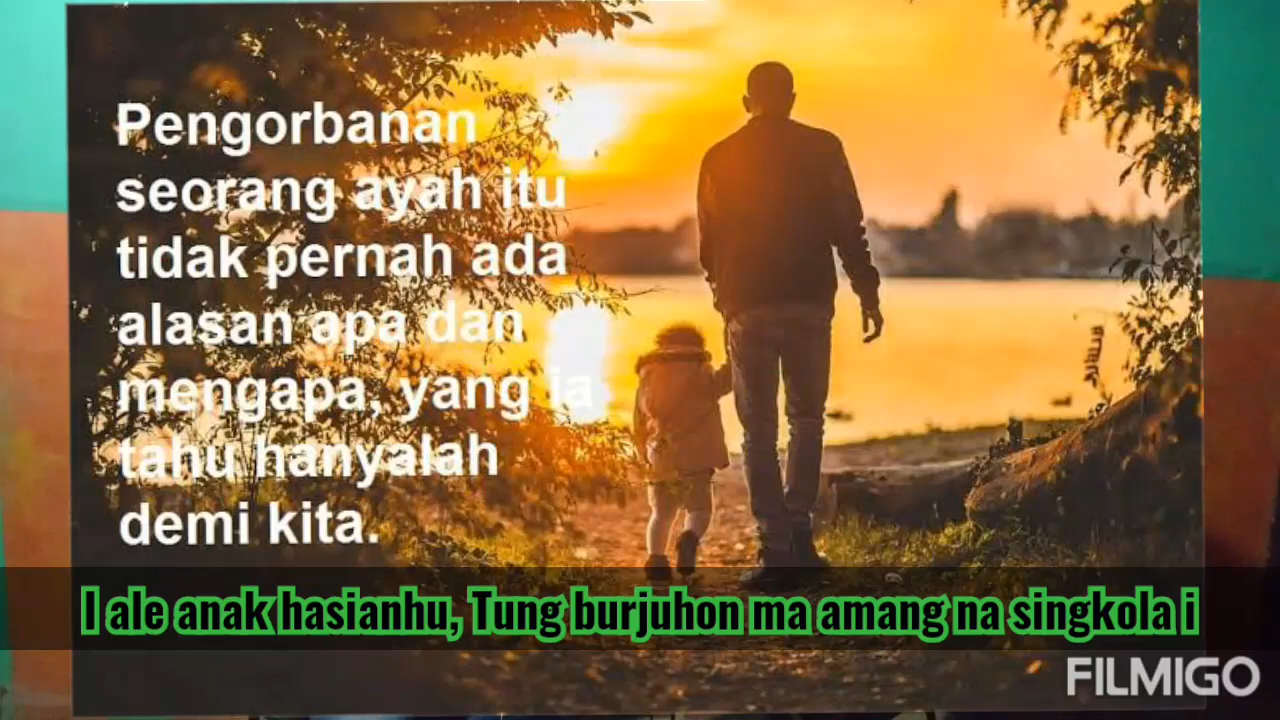 Pengorbanan
seorang ayah itu
tidak pernah ada
alasan apa dan
mengapa, yang ia
tahu hanyalah
demi kita.
I ale anak hasianhu, Tung burjuhon ma amang na singkola i
FILMIGO